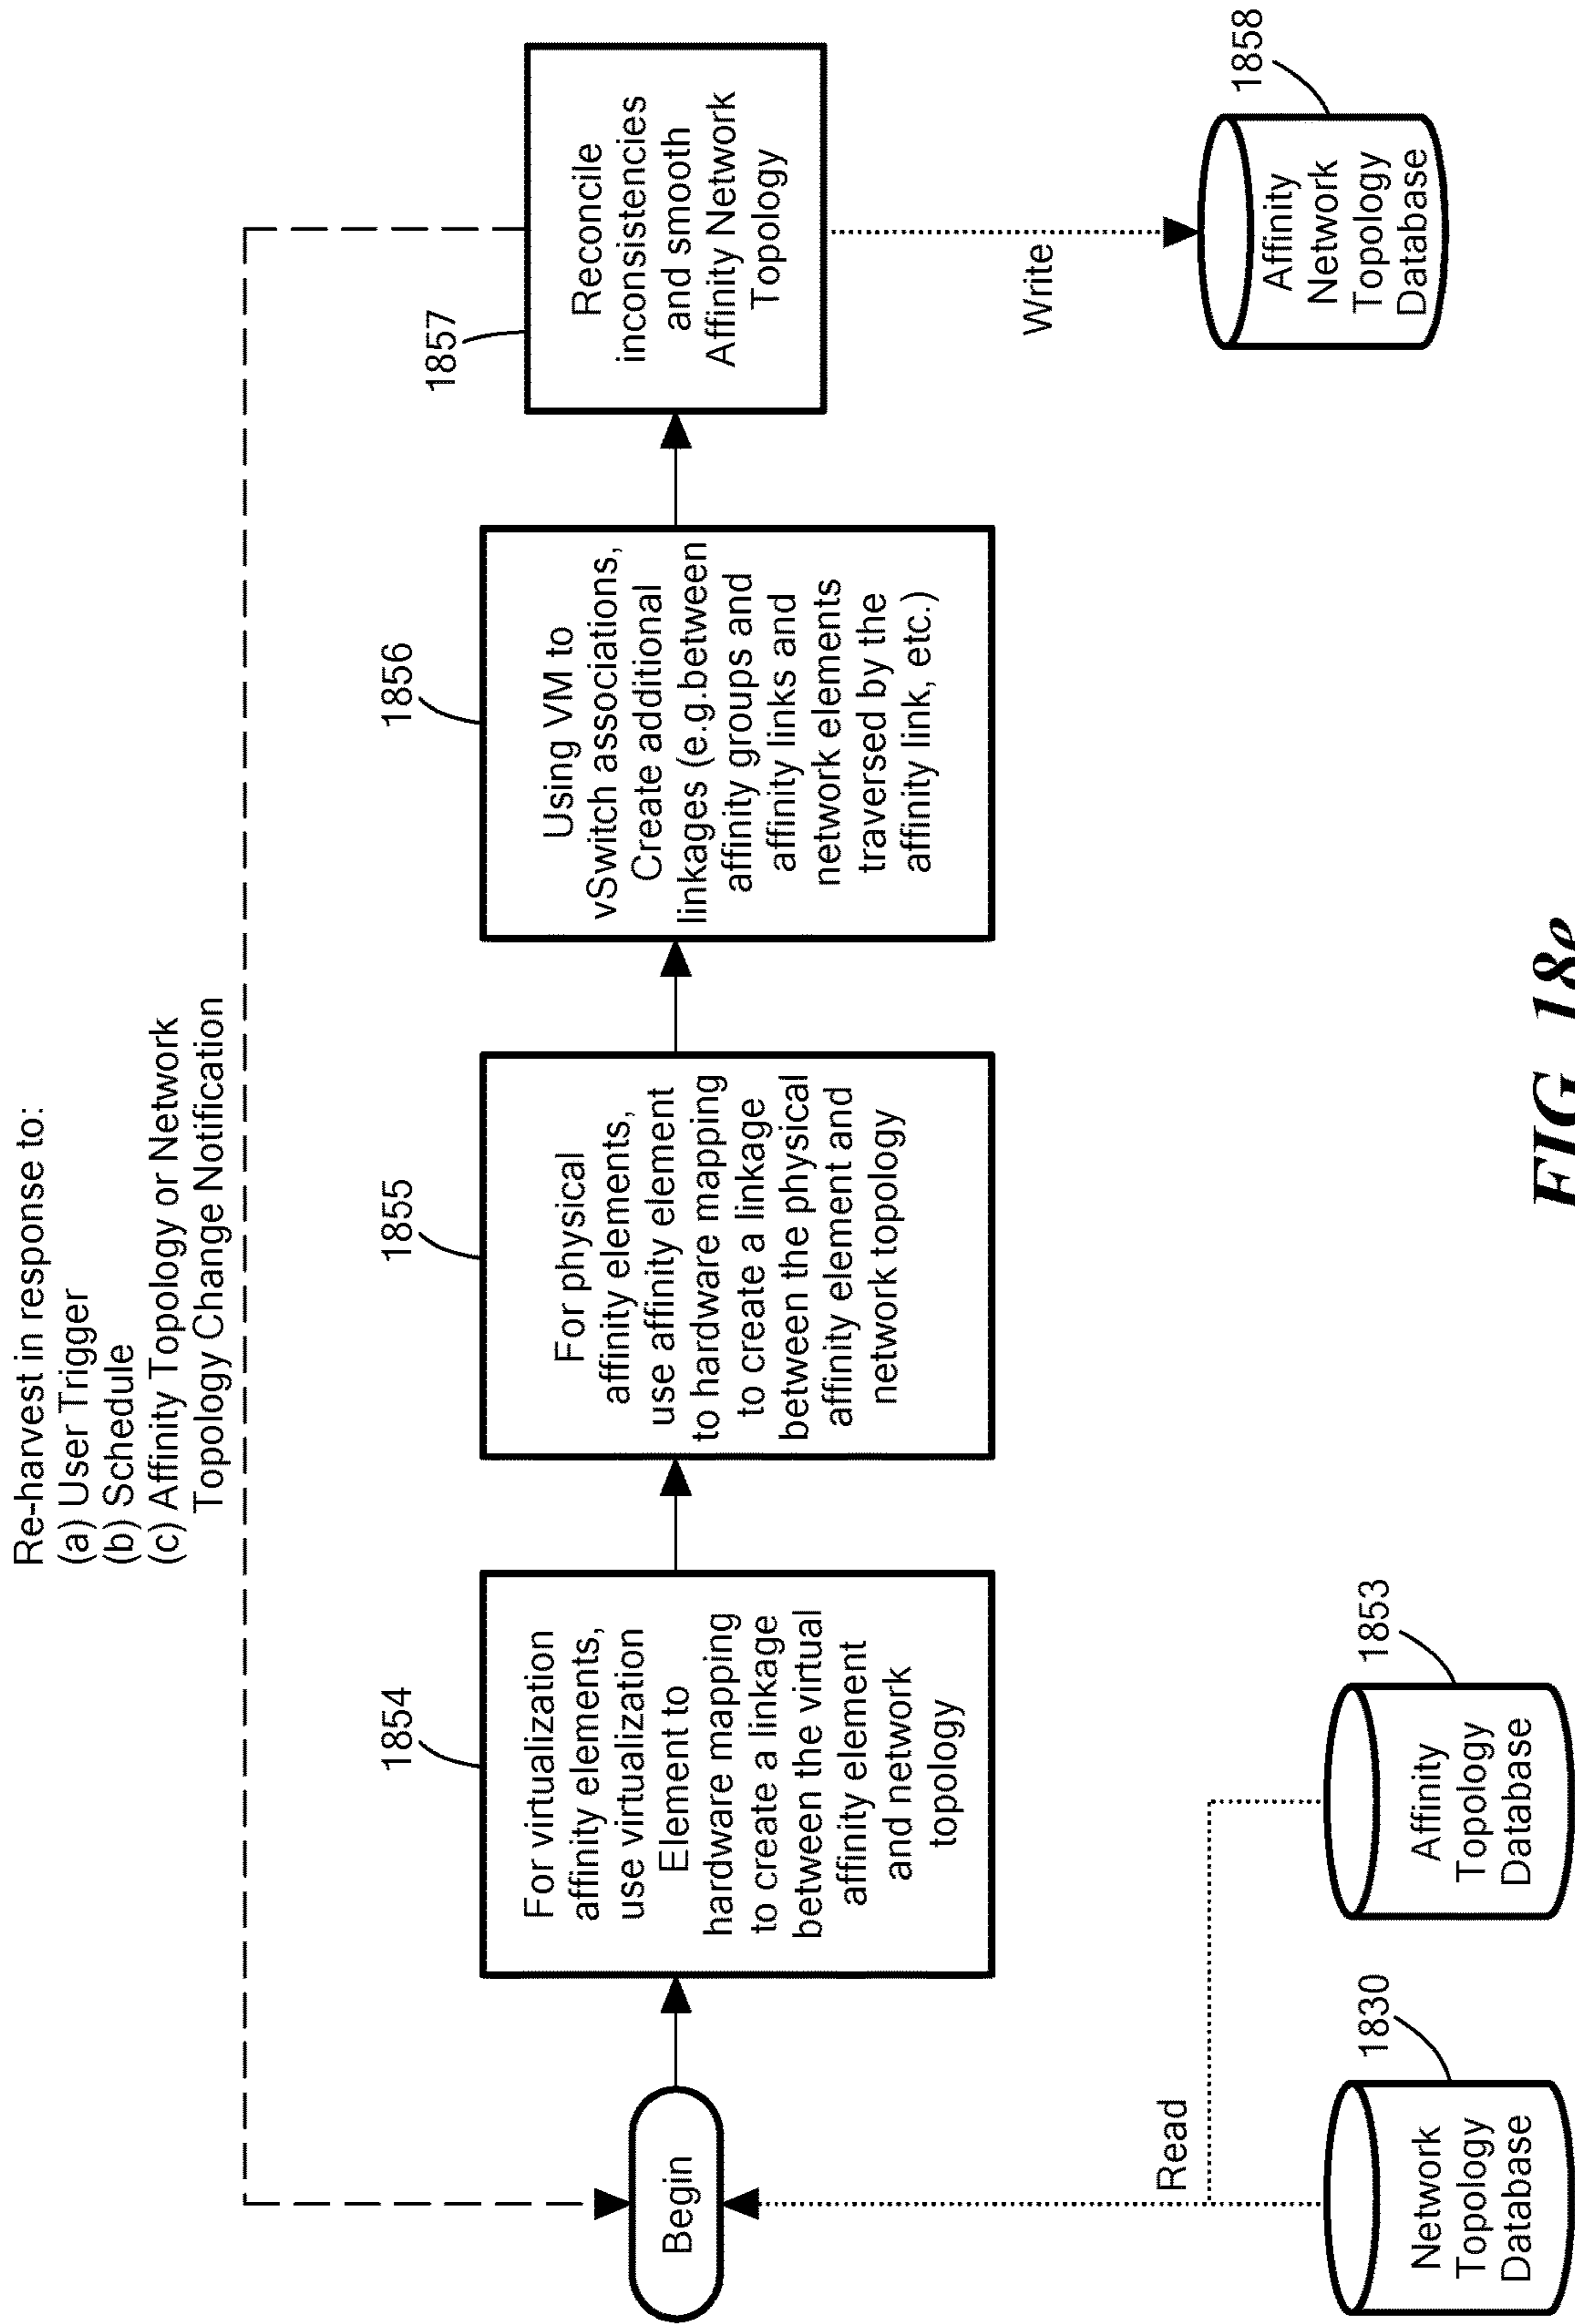 Re-harvest in response to:
(a) User Trigger
(b) Schedule
(c) Affinity Topology or Network
Topology Change Notification
Begin
1854
For virtualization
affinity elements,
use virtualization
Element to
hardware mapping
to create a linkage
between the virtual
affinity element
and network
topology
1855
For physical
affinity elements,
use affinity element
to hardware mapping
to create a linkage
between the physical
affinity element and
network topology
1856
Using VM to
vSwitch associations,
Create additional
linkages (e.g.between
affinity groups and
affinity links and
network elements
traversed by the
affinity link, etc.)
1857
Reconcile
inconsistencies
and smooth
Affinity Network
Topology
Read
Write
1830
Network
Topology
Database
1853
Affinity
Topology
Database
1858
Affinity
Network
Topology
Database
FIG. 18e